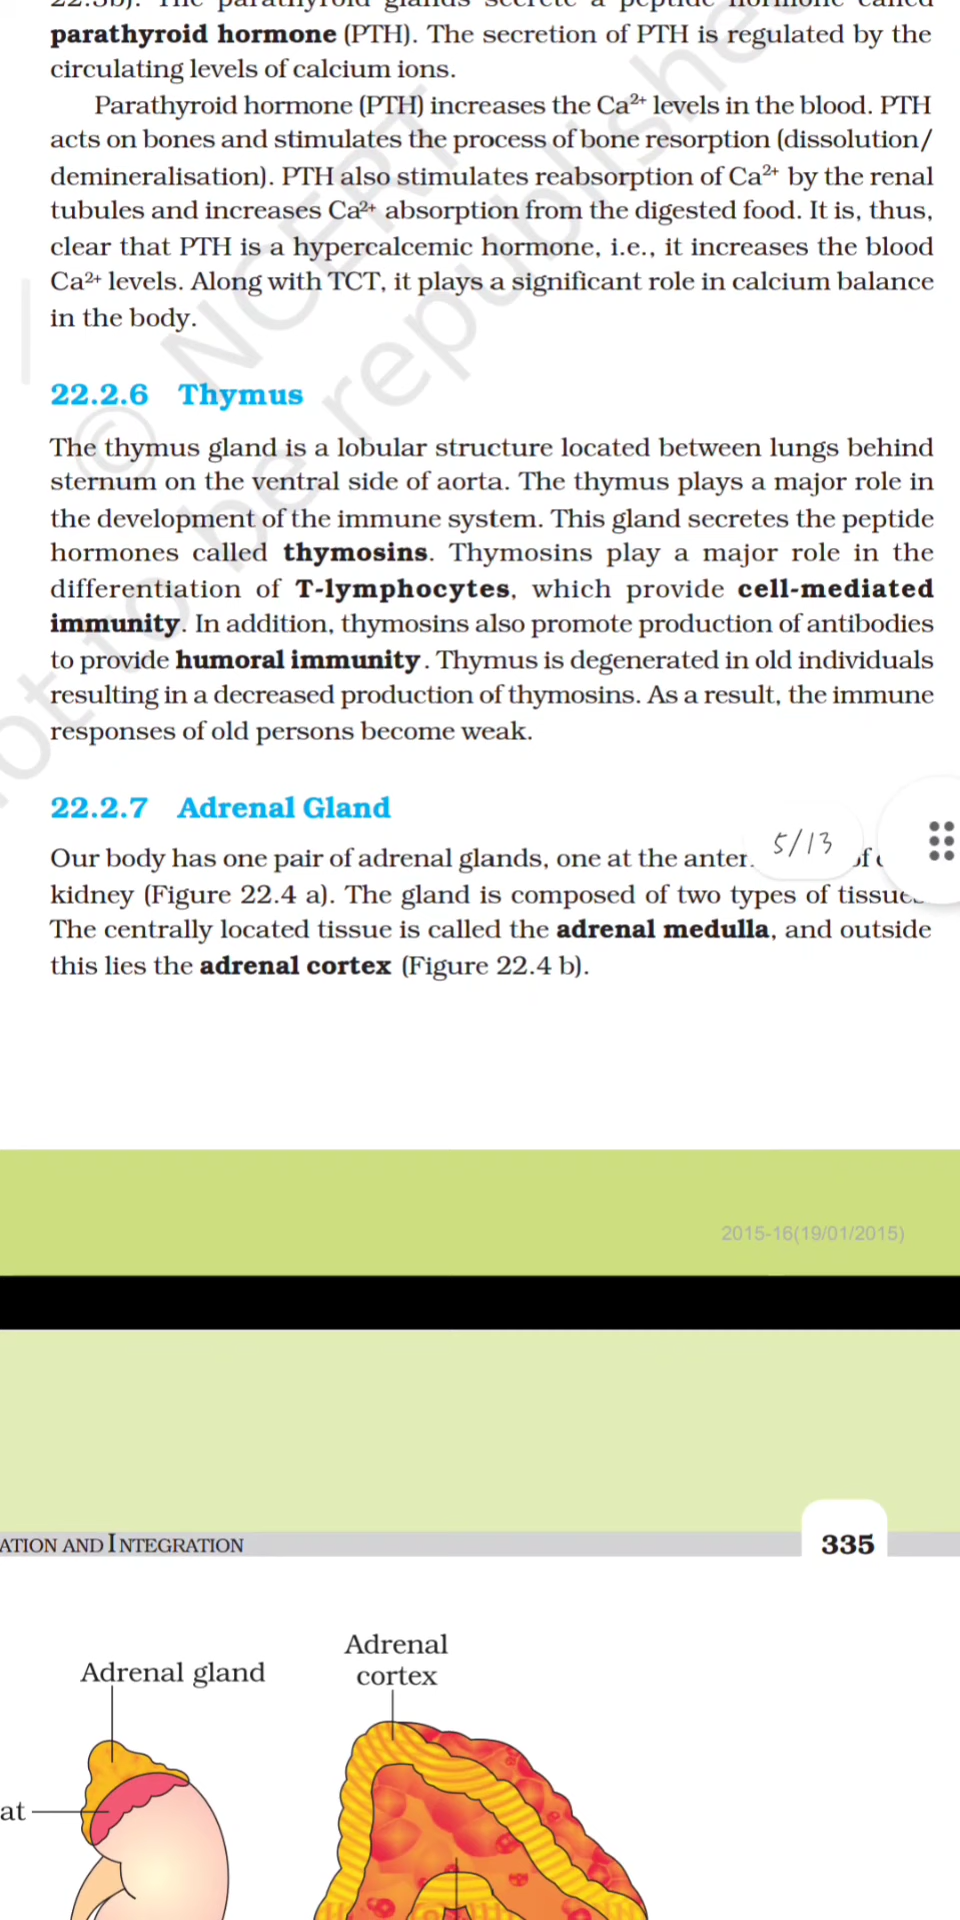 parathyroid hormone (PTH). The secretion of PTH is regulated by the
circulating levels of calcium ions.
Parathyroid hormone (PTH) increases the Ca²⁺ levels in the blood. PTH
acts on bones and stimulates the process of bone resorption (dissolution/
demineralisation). PTH also stimulates reabsorption of Ca²⁺ by the renal
tubules and increases Ca²⁺ absorption from the digested food. It is, thus,
clear that PTH is a hypercalcemic hormone, i.e., it increases the blood
Ca²⁺ levels. Along with TCT, it plays a significant role in calcium balance
in the body.
22.2.6 Thymus
The thymus gland is a lobular structure located between lungs behind
sternum on the ventral side of aorta. The thymus plays a major role in
the development of the immune system. This gland secretes the peptide
hormones called thymosins. Thymosins play a major role in the
differentiation of T-lymphocytes, which provide cell-mediated
immunity. In addition, thymosins also promote production of antibodies
to provide humoral immunity. Thymus is degenerated in old individuals
resulting in a decreased production of thymosins. As a result, the immune
responses of old persons become weak.
22.2.7 Adrenal Gland
Our body has one pair of adrenal glands, one at the
5/13
kidney (Figure 22.4 a). The gland is composed of two types of
The centrally located tissue is called the adrenal medulla, and outside
this lies the adrenal cortex (Figure 22.4 b).
© NCERT
not to be republished
2015-16(19/01/2015)
ATION AND INTEGRATION
335
Adrenal gland
Adrenal
cortex
at